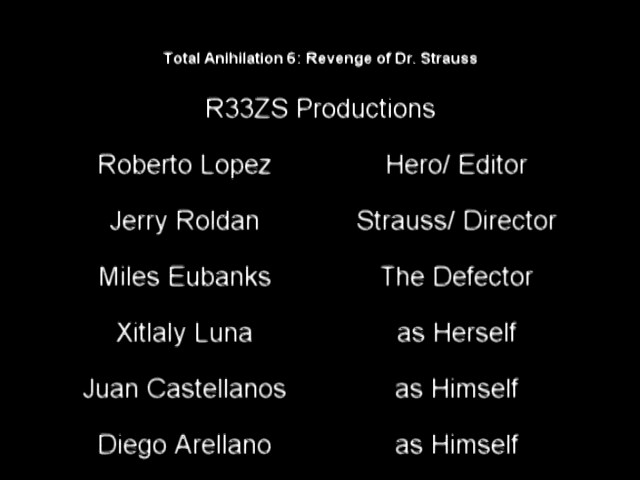 Total Anihilation 6: Revenge of Dr. Strauss
R33ZS Productions
Roberto Lopez Hero/ Editor
Jerry Roldan Strauss/ Director
Miles Eubanks The Defector
Xitlaly Luna as Herself
Juan Castellanos as Himself
Diego Arellano as Himself